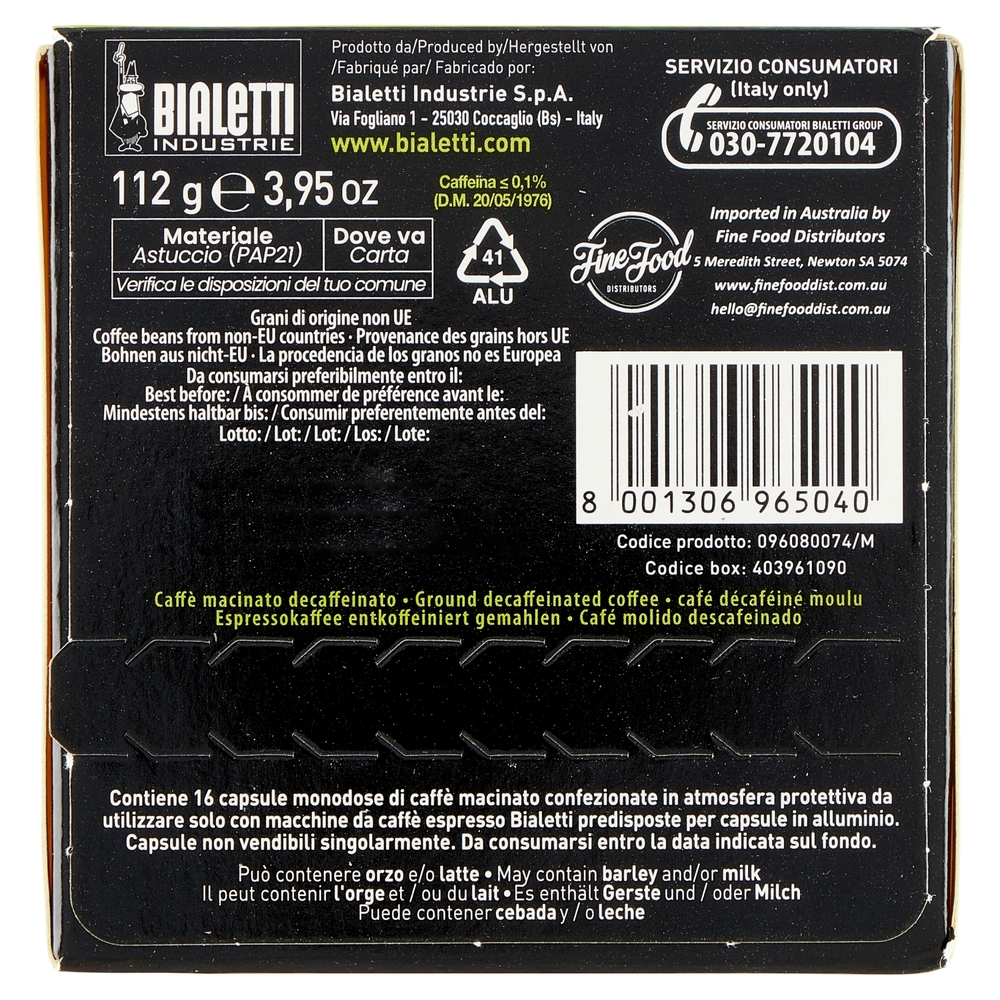 BIALETTI
INDUSTRIE
Prodotto da/Produced by/Hergestellt von
/Fabriqué par/ Fabricado por:
Bialetti Industrie S.p.A.
Via Fogliano 1 - 25030 Coccaglio (Bs) - Italy
www.bialetti.com
SERVIZIO CONSUMATORI
(Italy only)
SERVIZIO CONSUMATORI BIALETTI GROUP
030-7720104
112 g ℮ 3,95 oz
Caffeina ≤ 0,1%
(D.M. 20/05/1976)
Materiale
Astuccio (PAP21)
Dove va
Carta
Verifica le disposizioni del tuo comune
41
ALU
Fine Food
DISTRIBUTORS
Imported in Australia by
Fine Food Distributors
5 Meredith Street, Newton SA 5074
www.finefooddist.com.au
hello@finefooddist.com.au
Grani di origine non UE
Coffee beans from non-EU countries · Provenance des grains hors UE
Bohnen aus nicht-EU · La procedencia de los granos no es Europea
Da consumarsi preferibilmente entro il:
Best before: / À consommer de préférence avant le:
Mindestens haltbar bis: / Consumir preferentemente antes del:
Lotto: / Lot: / Lot: / Los: / Lote:
8 001306 965040
Codice prodotto: 096080074/M
Codice box: 403961090
Caffè macinato decaffeinato • Ground decaffeinated coffee • café décaféiné moulu
Espressokaffee entkoffeiniert gemahlen • Café molido descafeinado
Contiene 16 capsule monodose di caffè macinato confezionate in atmosfera protettiva da
utilizzare solo con macchine da caffè espresso Bialetti predisposte per capsule in alluminio.
Capsule non vendibili singolarmente. Da consumarsi entro la data indicata sul fondo.
Può contenere orzo e/o latte • May contain barley and/or milk
Il peut contenir l'orge et / ou du lait • Es enthält Gerste und / oder Milch
Puede contener cebada y / o leche